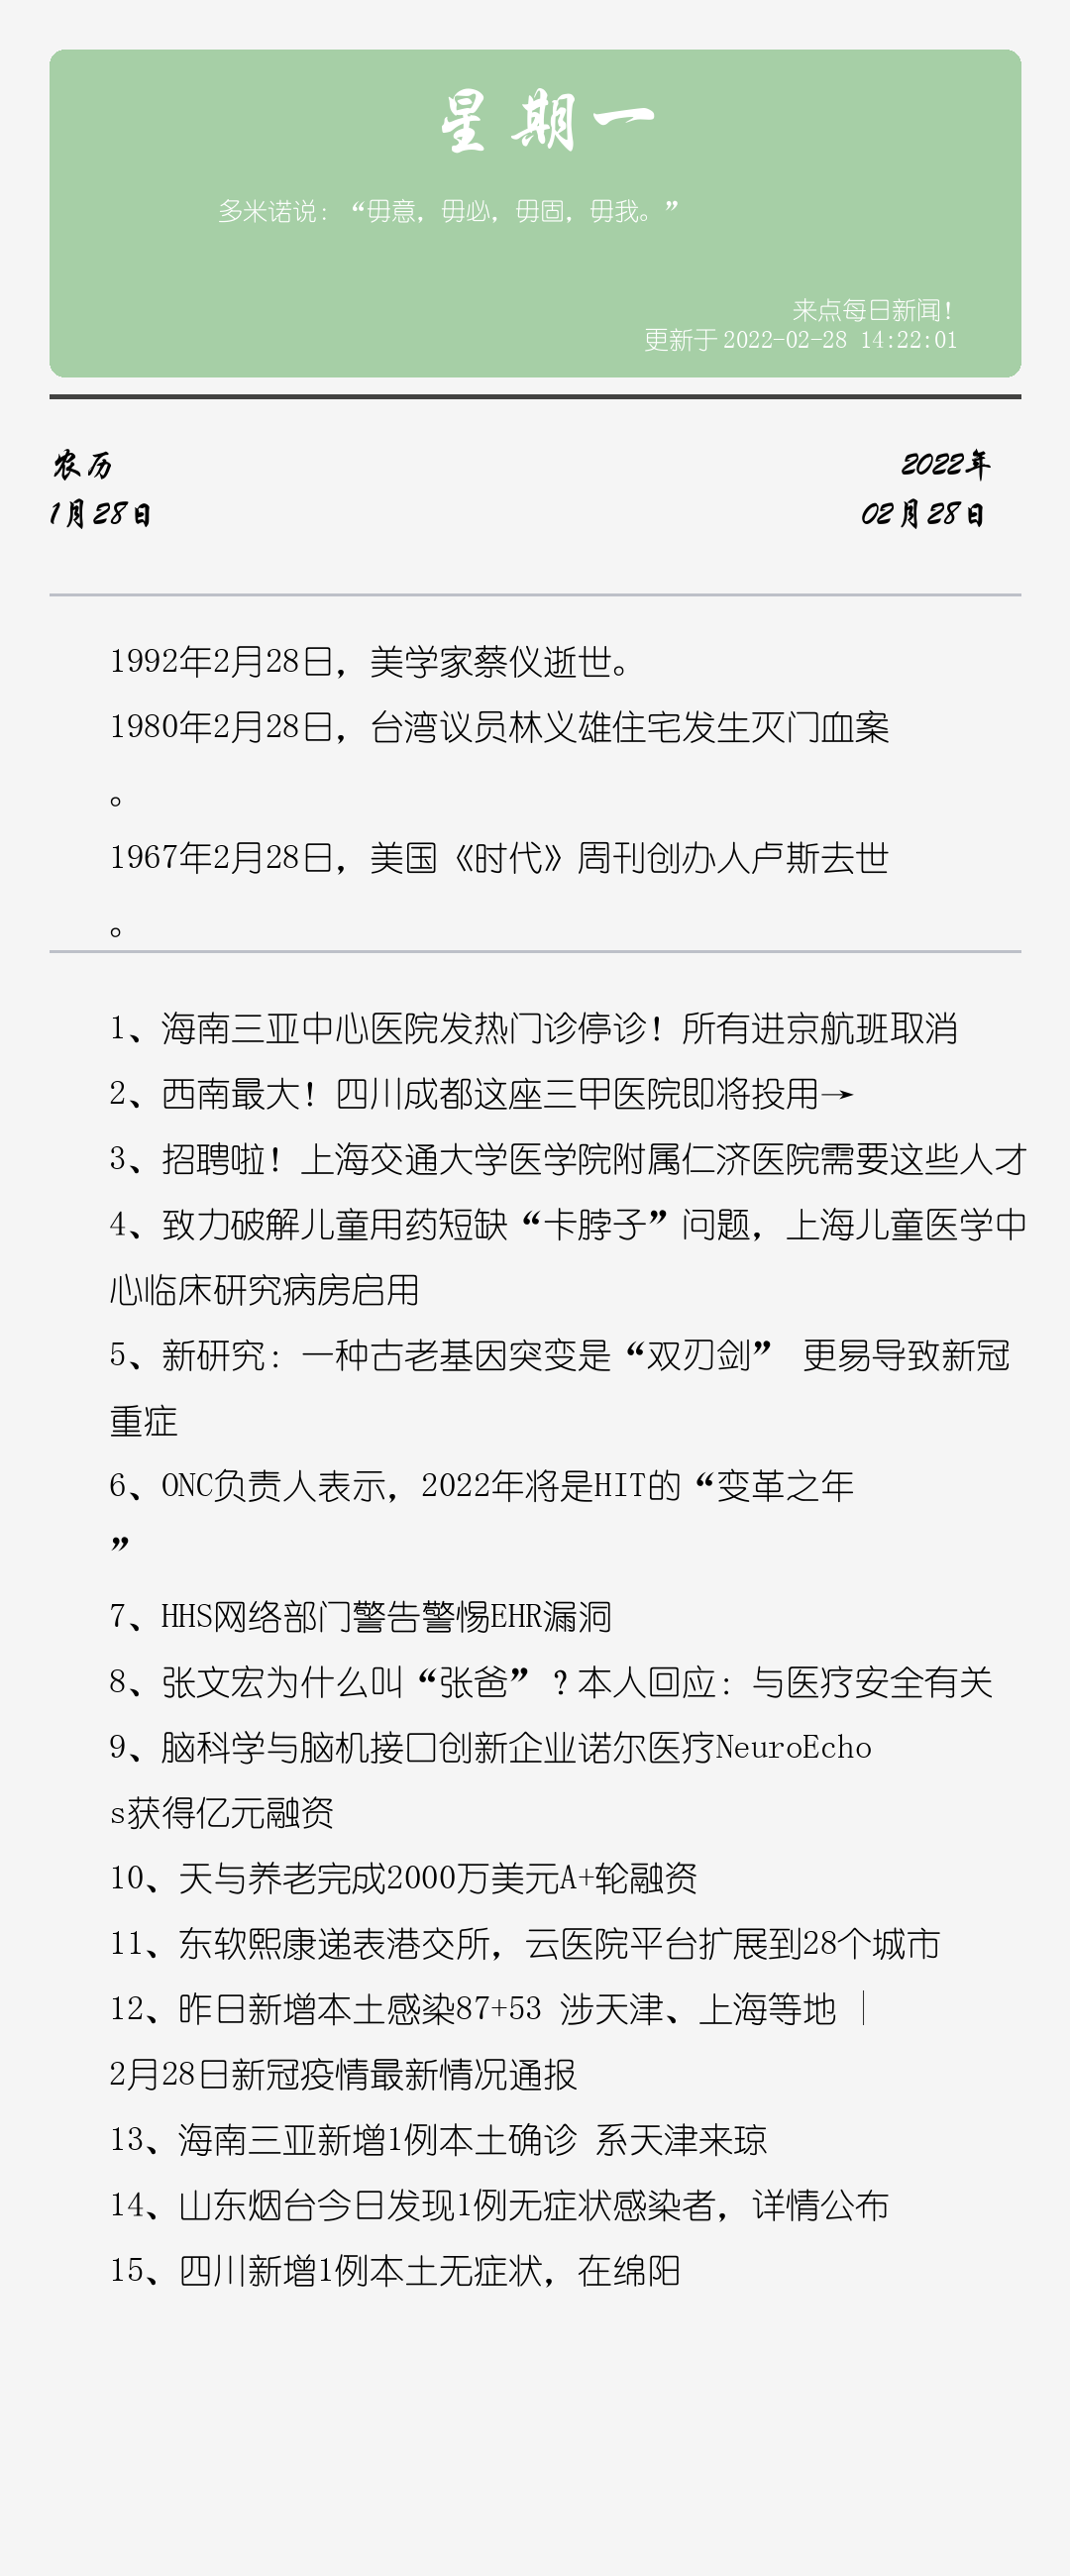 星期一
多米诺说：“毋意，毋必，毋固，毋我。”
来点每日新闻！
更新于 2022-02-28 14:22:01
农历
1月28日
2022年
02月28日
1992年2月28日，美学家蔡仪逝世。
1980年2月28日，台湾议员林义雄住宅发生灭门血案
。
1967年2月28日，美国《时代》周刊创办人卢斯去世
。
1、海南三亚中心医院发热门诊停诊！所有进京航班取消
2、西南最大！四川成都这座三甲医院即将投用→
3、招聘啦！上海交通大学医学院附属仁济医院需要这些人才
4、致力破解儿童用药短缺“卡脖子”问题，上海儿童医学中
心临床研究病房启用
5、新研究：一种古老基因突变是“双刃剑” 更易导致新冠
重症
6、ONC负责人表示，2022年将是HIT的“变革之年
”
7、HHS网络部门警告警惕EHR漏洞
8、张文宏为什么叫“张爸”？本人回应：与医疗安全有关
9、脑科学与脑机接口创新企业诺尔医疗NeuroEcho
s获得亿元融资
10、天与养老完成2000万美元A+轮融资
11、东软熙康递表港交所，云医院平台扩展到28个城市
12、昨日新增本土感染87+53 涉天津、上海等地｜
2月28日新冠疫情最新情况通报
13、海南三亚新增1例本土确诊 系天津来琼
14、山东烟台今日发现1例无症状感染者，详情公布
15、四川新增1例本土无症状，在绵阳